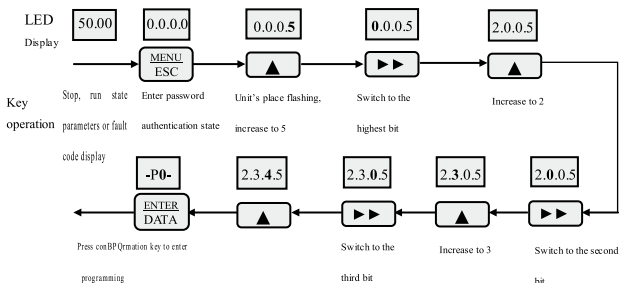 LED
Display
50.00
0.0.0.0
0.0.0.5
0.0.0.5
2.0.0.5
MENU
ESC
▲
►►
▲
Key
operation
Stop, run state
parameters or fault
code display
Enter password
authentication state
Unit's place flashing,
increase to 5
Switch to the
highest bit
Increase to 2
-P0-
2.3.4.5
2.3.0.5
2.3.0.5
2.0.0.5
ENTER
DATA
▲
►►
▲
►►
Press conBPQrmation key to enter
programming
Switch to the
third bit
Increase to 3
Switch to the second
bit